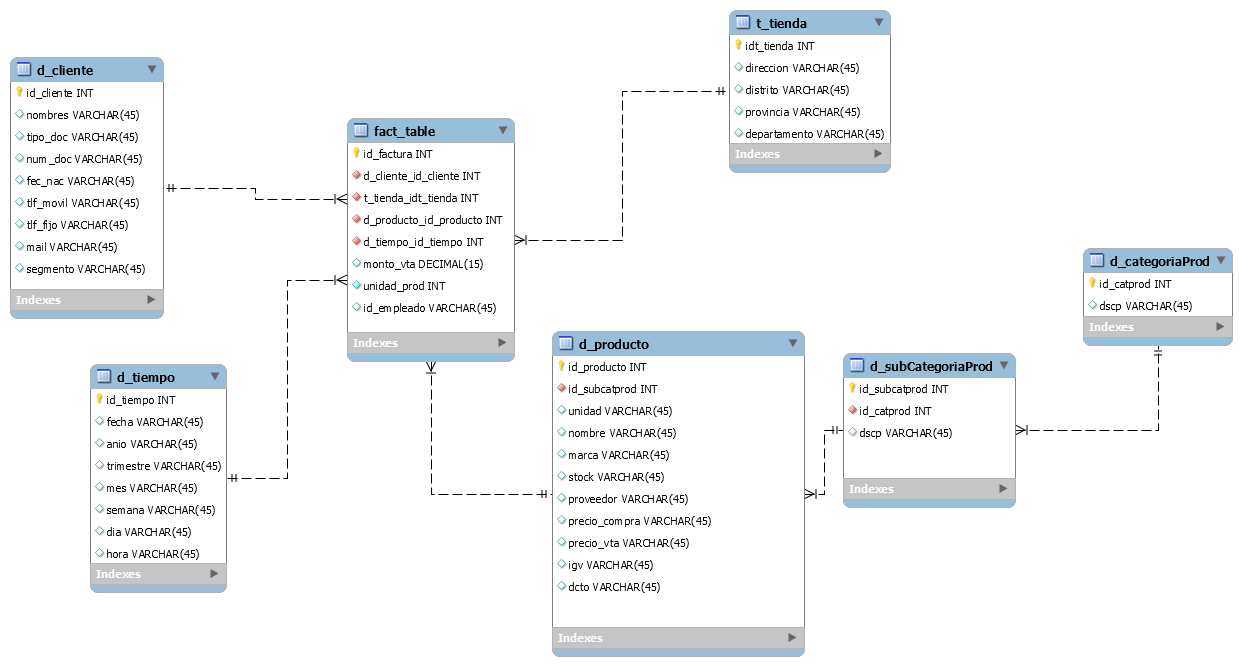 t_tienda
idt_tienda INT
direccion VARCHAR(45)
distrito VARCHAR(45)
provincia VARCHAR(45)
departamento VARCHAR(45)
Indexes
d_cliente
id_cliente INT
nombres VARCHAR(45)
tipo_doc VARCHAR(45)
num_doc VARCHAR(45)
fec_nac VARCHAR(45)
tlf_movil VARCHAR(45)
tlf_fijo VARCHAR(45)
mail VARCHAR(45)
segmento VARCHAR(45)
Indexes
fact_table
id_factura INT
d_cliente_id_cliente INT
t_tienda_idt_tienda INT
d_producto_id_producto INT
d_tiempo_id_tiempo INT
monto_vta DECIMAL(15)
unidad_prod INT
id_empleado VARCHAR(45)
Indexes
d_categoriaProd
id_catprod INT
dscp VARCHAR(45)
Indexes
d_producto
id_producto INT
id_subcatprod INT
unidad VARCHAR(45)
nombre VARCHAR(45)
marca VARCHAR(45)
stock VARCHAR(45)
proveedor VARCHAR(45)
precio_compra VARCHAR(45)
precio_vta VARCHAR(45)
igv VARCHAR(45)
dcto VARCHAR(45)
Indexes
d_subCategoriaProd
id_subcatprod INT
id_catprod INT
dscp VARCHAR(45)
Indexes
d_tiempo
id_tiempo INT
fecha VARCHAR(45)
anio VARCHAR(45)
trimestre VARCHAR(45)
mes VARCHAR(45)
semana VARCHAR(45)
dia VARCHAR(45)
hora VARCHAR(45)
Indexes